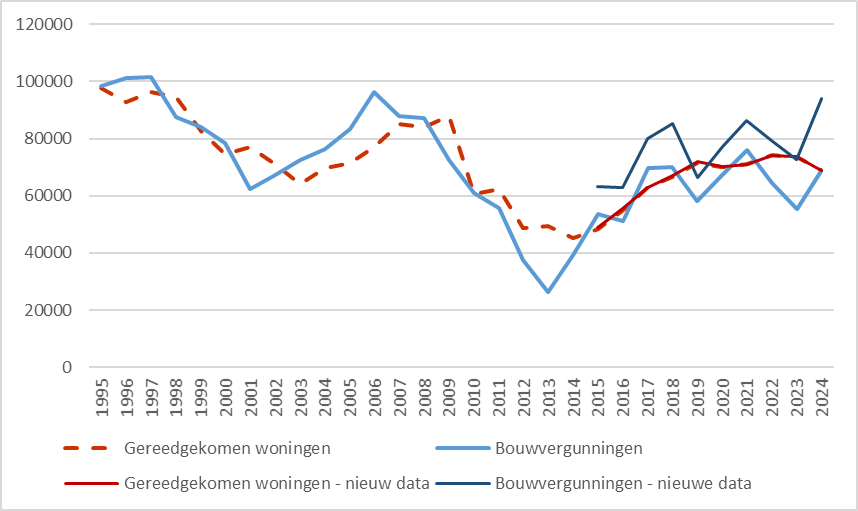 120000
100000
80000
60000
40000
20000
0
1995 1996 1997 1998 1999 2000 2001 2002 2003 2004 2005 2006 2007 2008 2009 2010 2011 2012 2013 2014 2015 2016 2017 2018 2019 2020 2021 2022 2023 2024
Gereedgekomen woningen Bouwvergunningen
Gereedgekomen woningen - nieuw data Bouwvergunningen - nieuwe data